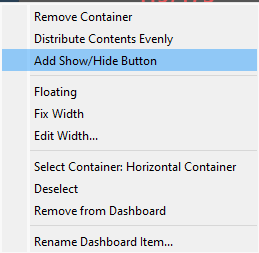 Remove Container
Distribute Contents Evenly
Add Show/Hide Button
Floating
Fix Width
Edit Width...
Select Container: Horizontal Container
Deselect
Remove from Dashboard
Rename Dashboard Item...